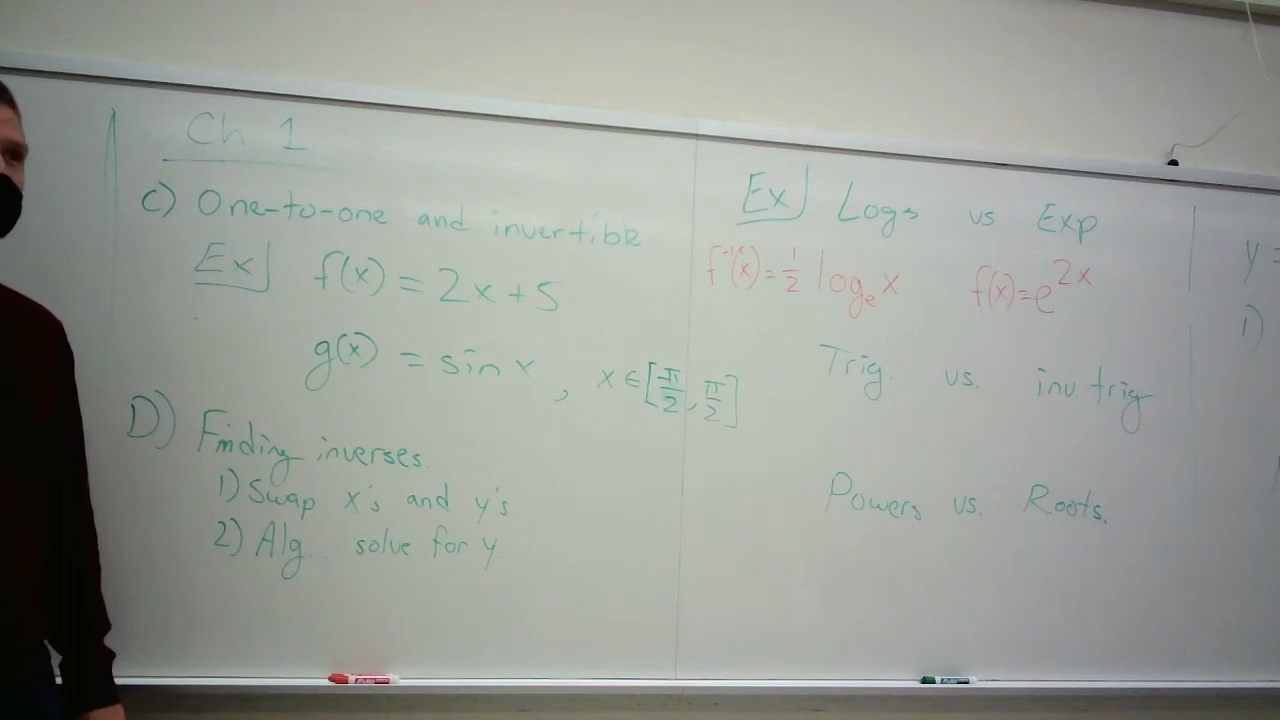 Ch 1
C) One-to-one and invertible
Ex] f(x) = 2x+5
g(x) = sin x , x ∈ [-π/2, π/2]
D) Finding inverses.
1) Swap x's and y's
2) Alg. solve for y.
Ex] Logs vs Exp
f⁻¹(x) = 1/2 logₑ x f(x) = e^2x
Trig vs. inv. trig
Powers vs. Roots.
y =
1)